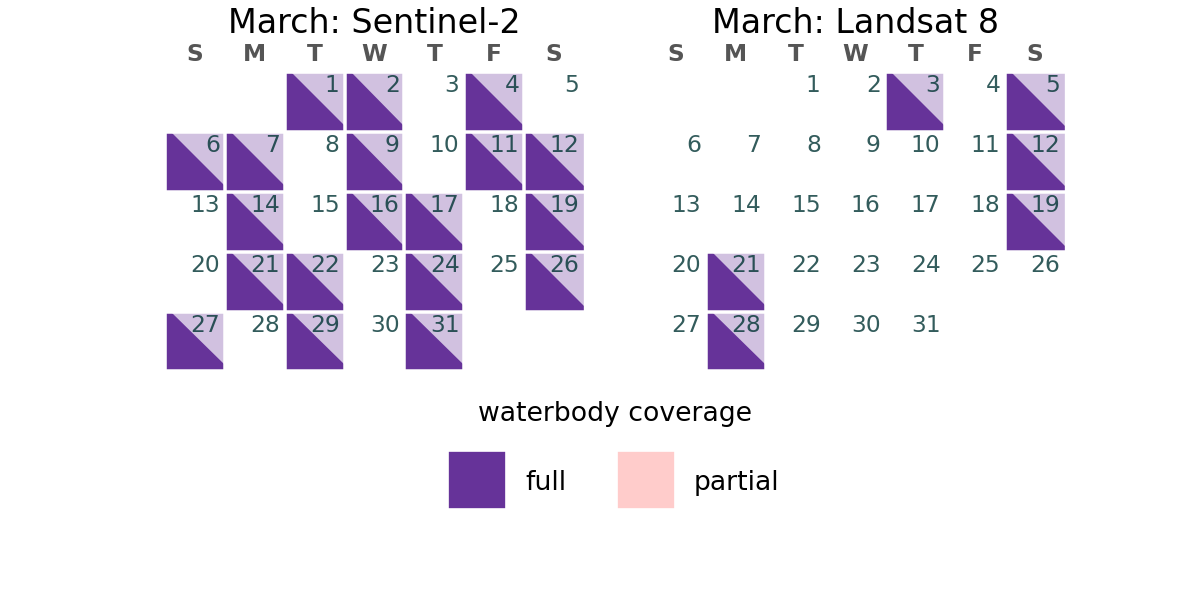 March: Sentinel-2
S M T W T F S
1 2 3 4 5
6 7 8 9 10 11 12
13 14 15 16 17 18 19
20 21 22 23 24 25 26
27 28 29 30 31
March: Landsat 8
S M T W T F S
1 2 3 4 5
6 7 8 9 10 11 12
13 14 15 16 17 18 19
20 21 22 23 24 25 26
27 28 29 30 31
waterbody coverage
full partial